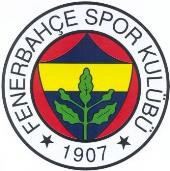 FENERBAHÇE SPOR KULÜBÜ
★ 1907 ★